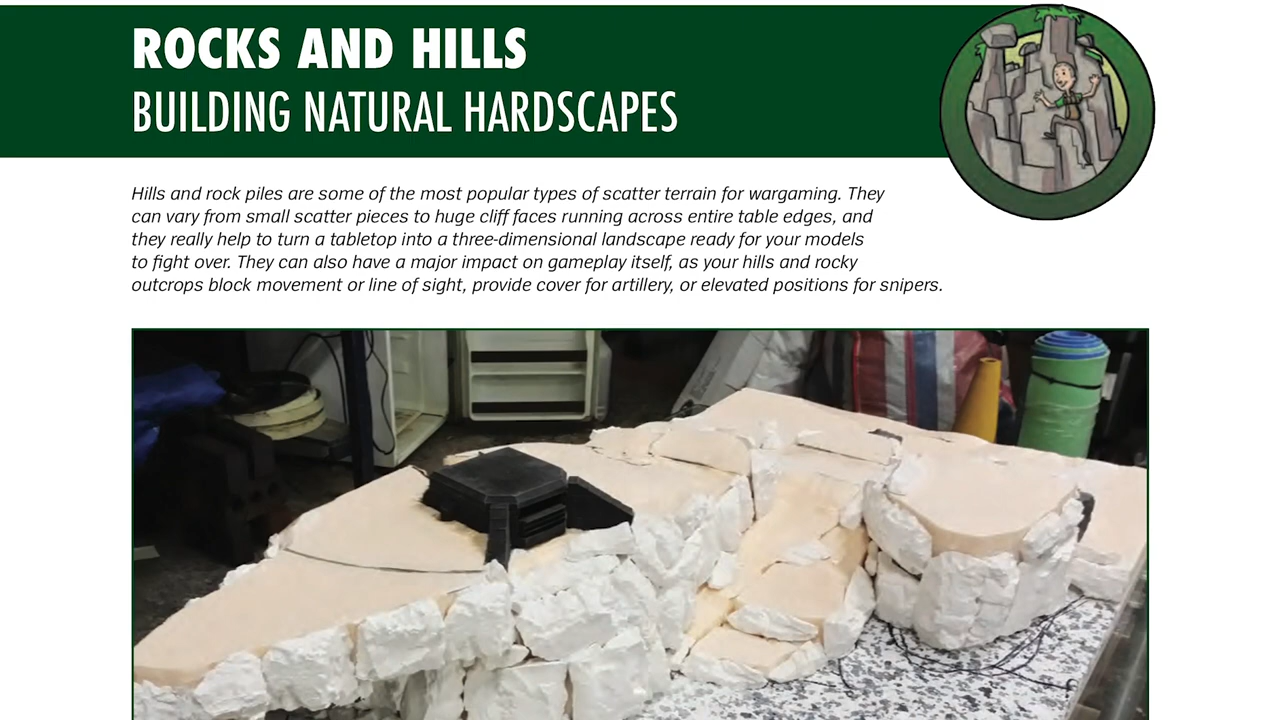 ROCKS AND HILLS
BUILDING NATURAL HARDSCAPES
Hills and rock piles are some of the most popular types of scatter terrain for wargaming. They
can vary from small scatter pieces to huge cliff faces running across entire table edges, and
they really help to turn a tabletop into a three-dimensional landscape ready for your models
to fight over. They can also have a major impact on gameplay itself, as your hills and rocky
outcrops block movement or line of sight, provide cover for artillery, or elevated positions for snipers.